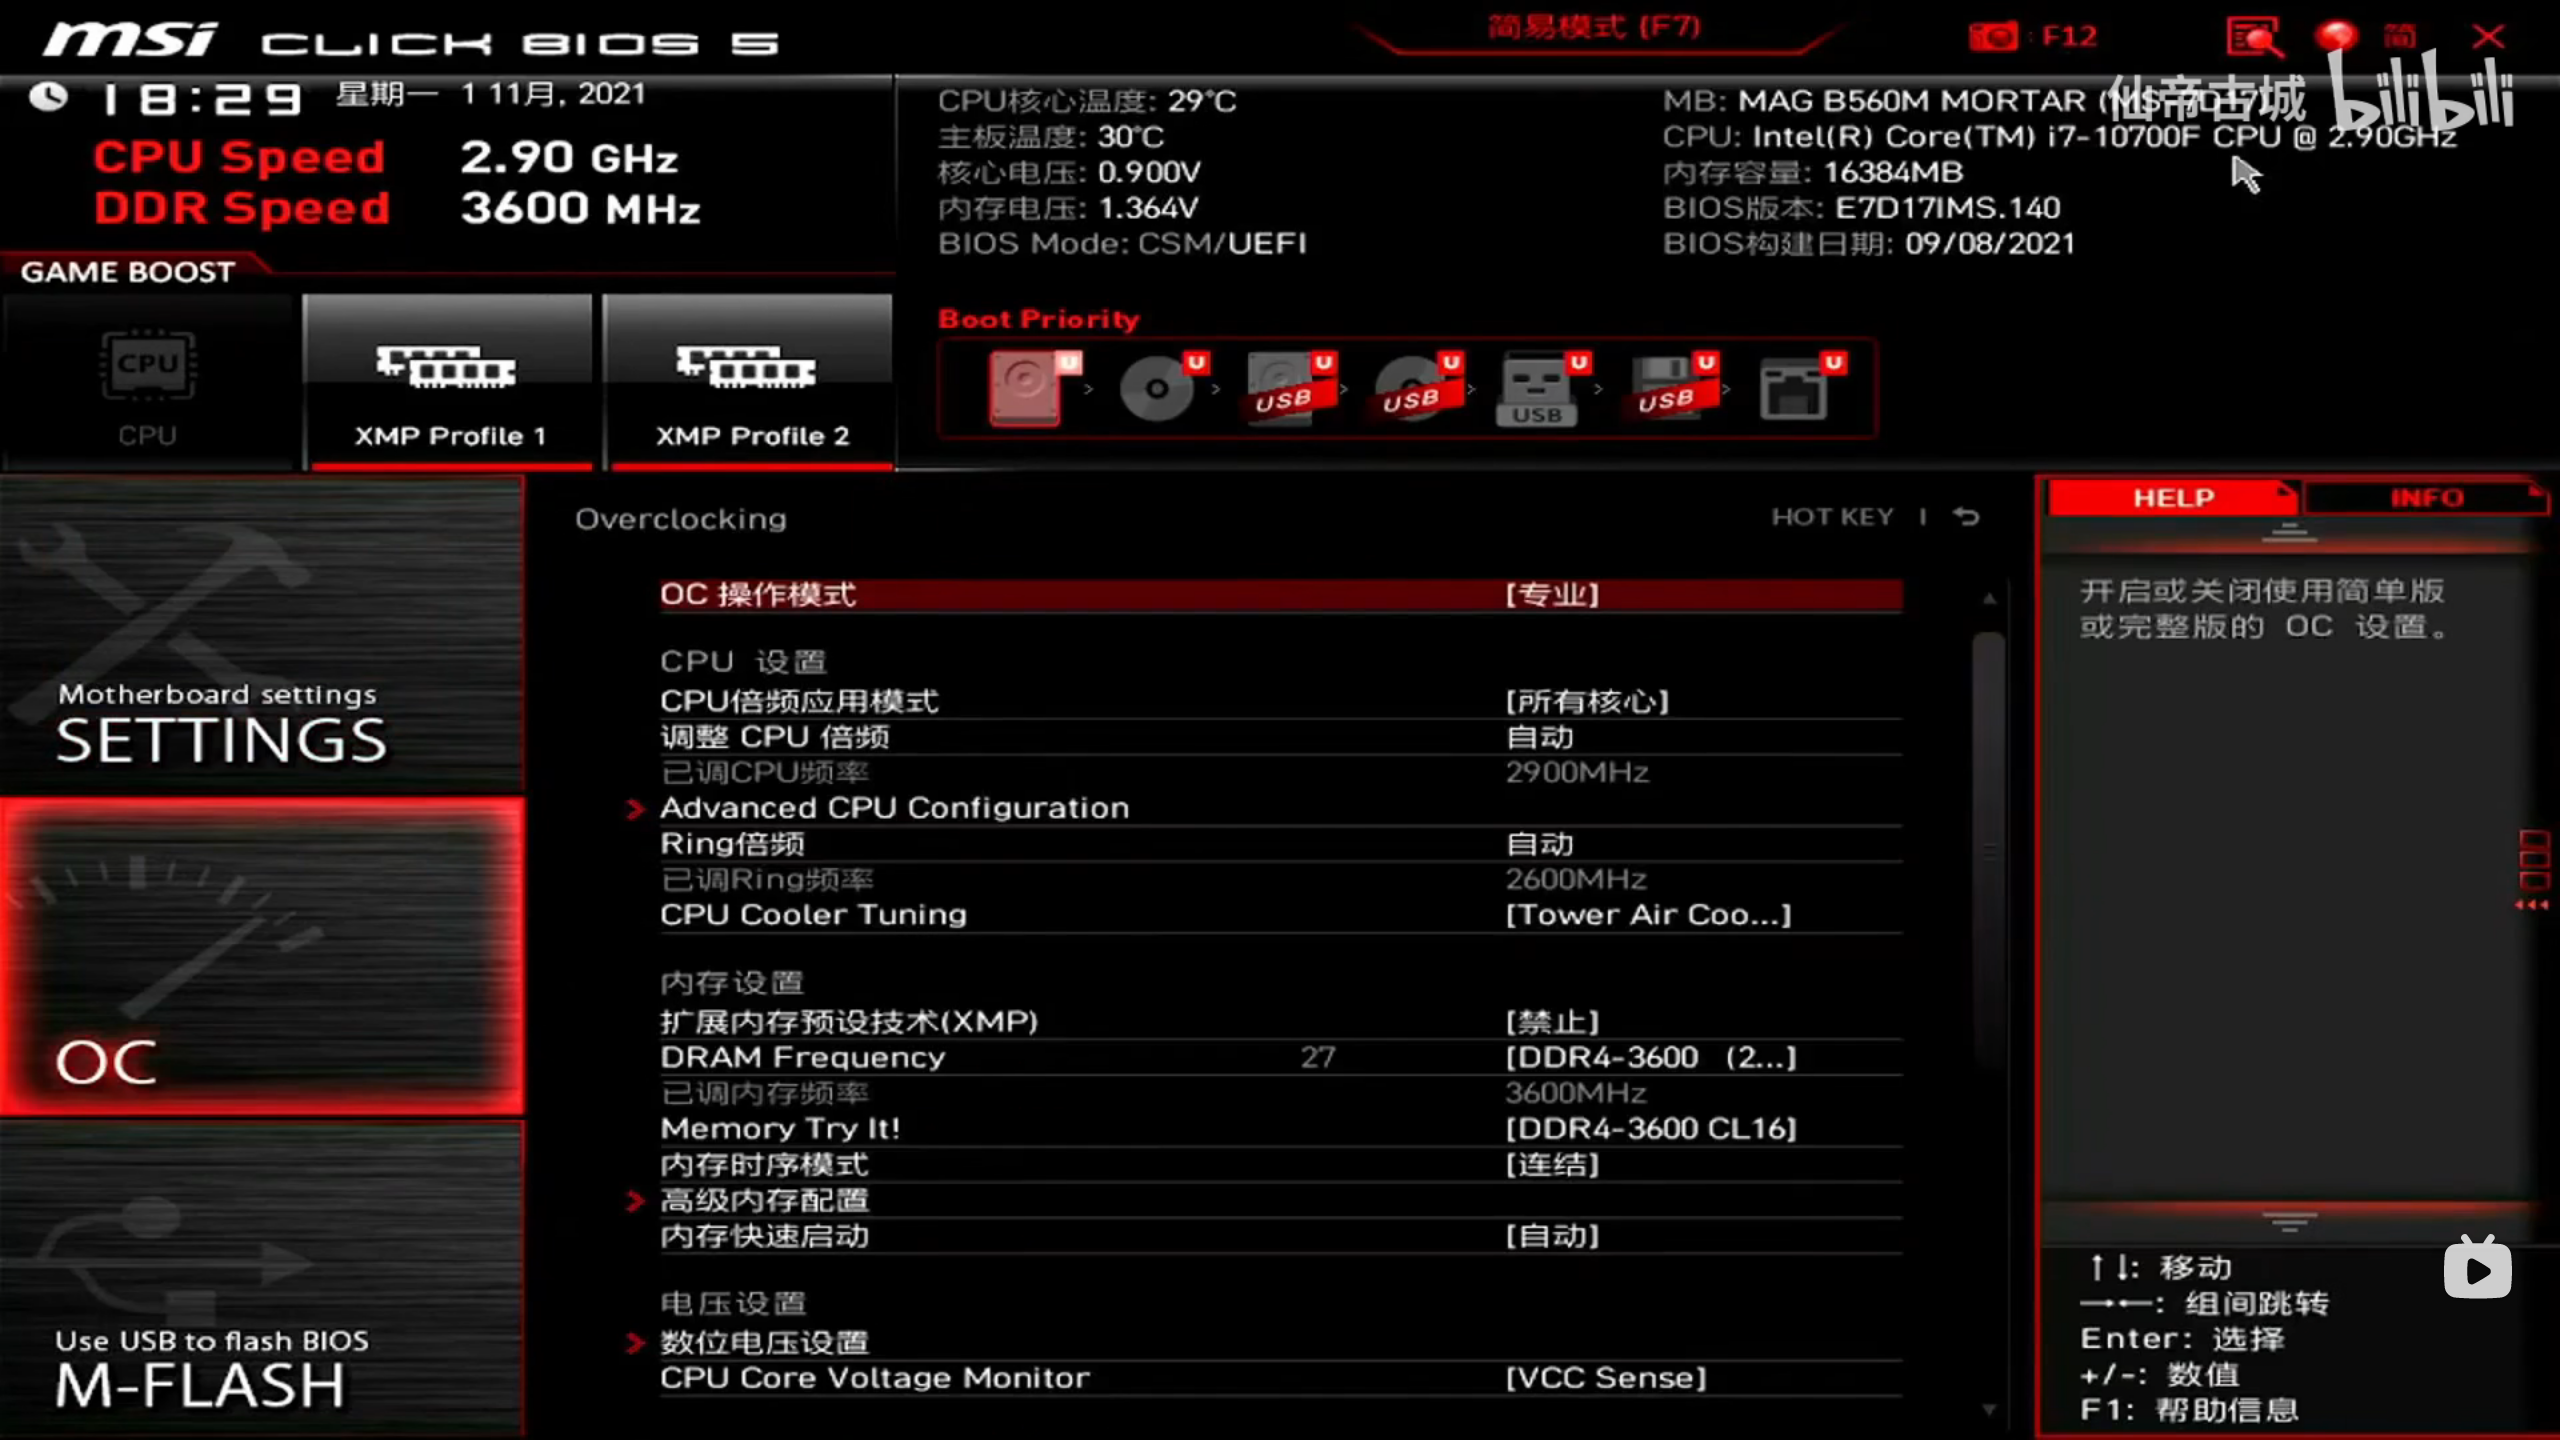 msi CLICK BIOS 5
简易模式 (F7)
: F12
简
18:29 星期一 1 11月, 2021
CPU Speed 2.90 GHz
DDR Speed 3600 MHz
CPU核心温度: 29°C
主板温度: 30°C
核心电压: 0.900V
内存电压: 1.364V
BIOS Mode: CSM/UEFI
MB: MAG B560M MORTAR (MS-7D17)
CPU: Intel(R) Core(TM) i7-10700F CPU @ 2.90GHz
内存容量: 16384MB
BIOS版本: E7D17IMS.140
BIOS构建日期: 09/08/2021
仙帝古城 bilibili
GAME BOOST
CPU
CPU
XMP Profile 1
XMP Profile 2
Boot Priority
U U U U U U U
USB USB USB USB
Motherboard settings
SETTINGS
OC
Use USB to flash BIOS
M-FLASH
Overclocking
HOT KEY |
OC 操作模式 [专业]
CPU 设置
CPU倍频应用模式 [所有核心]
调整 CPU 倍频 自动
已调CPU频率 2900MHz
> Advanced CPU Configuration
Ring倍频 自动
已调Ring频率 2600MHz
CPU Cooler Tuning [Tower Air Coo...]
内存设置
扩展内存预设技术(XMP) [禁止]
DRAM Frequency 27 [DDR4-3600 (2...]
已调内存频率 3600MHz
Memory Try It! [DDR4-3600 CL16]
内存时序模式 [连结]
> 高级内存配置
内存快速启动 [自动]
电压设置
> 数位电压设置
CPU Core Voltage Monitor [VCC Sense]
HELP
INFO
开启或关闭使用简单版
或完整版的 OC 设置。
↑↓: 移动
→←: 组间跳转
Enter: 选择
+/-: 数值
F1: 帮助信息